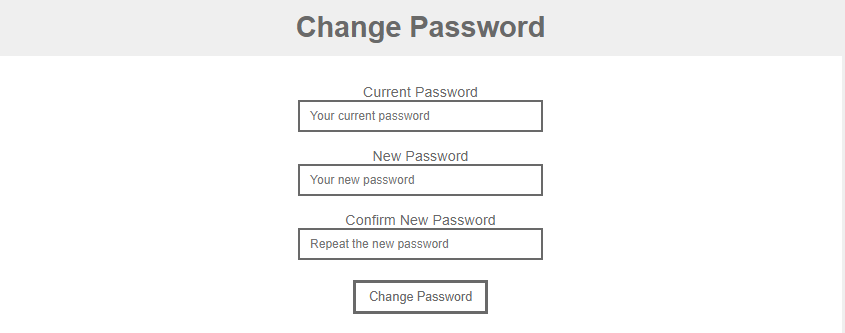 Change Password
Current Password
Your current password
New Password
Your new password
Confirm New Password
Repeat the new password
Change Password